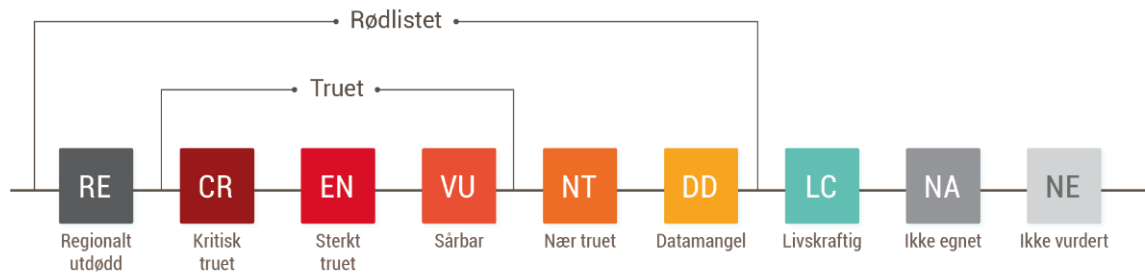 Rødlistet
Truet
RE
CR
EN
VU
NT
DD
LC
NA
NE
Regionalt
utdødd
Kritisk
truet
Sterkt
truet
Sårbar
Nær truet
Datamangel
Livskraftig
Ikke egnet
Ikke vurdert